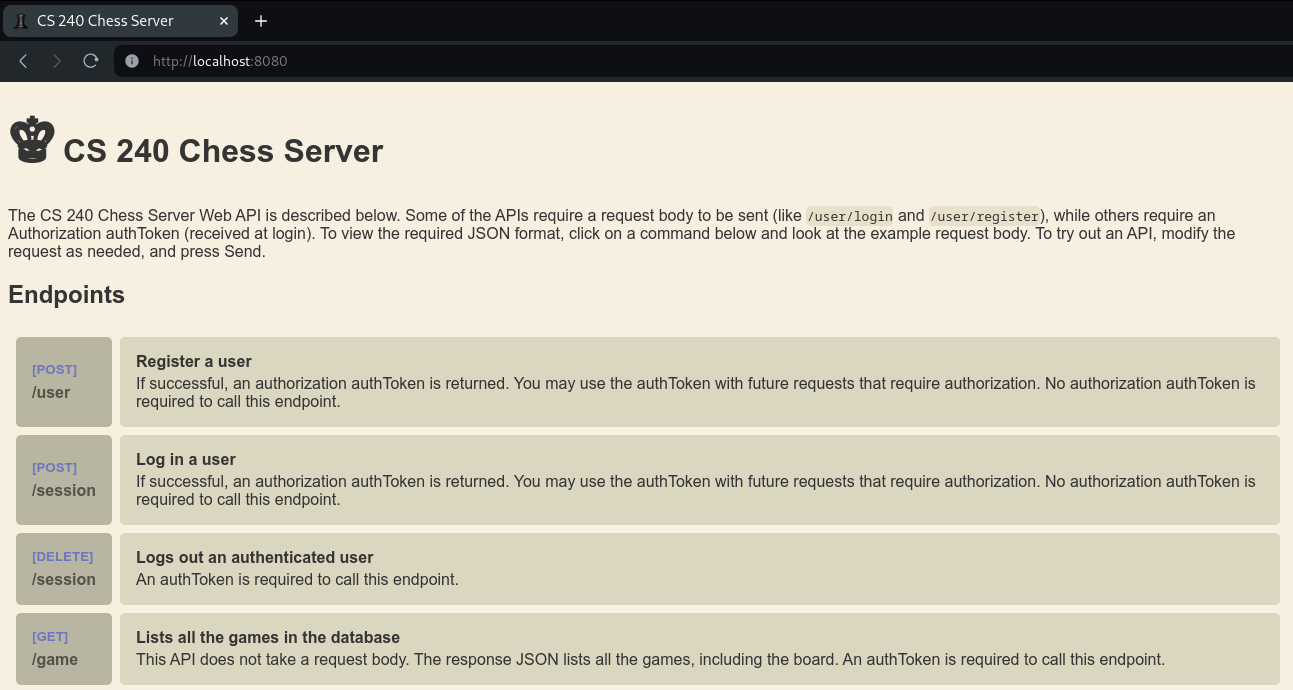 CS 240 Chess Server
http://localhost:8080
CS 240 Chess Server
The CS 240 Chess Server Web API is described below. Some of the APIs require a request body to be sent (like /user/login and /user/register), while others require an
Authorization authToken (received at login). To view the required JSON format, click on a command below and look at the example request body. To try out an API, modify the
request as needed, and press Send.
Endpoints
[POST]
/user
Register a user
If successful, an authorization authToken is returned. You may use the authToken with future requests that require authorization. No authorization authToken is
required to call this endpoint.
[POST]
/session
Log in a user
If successful, an authorization authToken is returned. You may use the authToken with future requests that require authorization. No authorization authToken is
required to call this endpoint.
[DELETE]
/session
Logs out an authenticated user
An authToken is required to call this endpoint.
[GET]
/game
Lists all the games in the database
This API does not take a request body. The response JSON lists all the games, including the board. An authToken is required to call this endpoint.